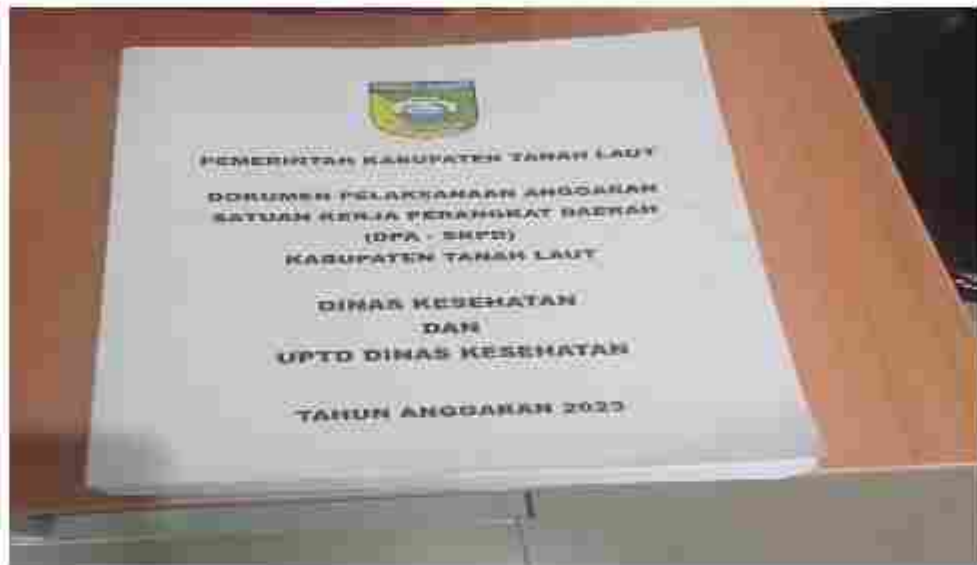 PEMERINTAH KABUPATEN TANAH LAUT
DOKUMEN PELAKSANAAN ANGGARAN
SATUAN KERJA PERANGKAT DAERAH
(DPA - SKPD)
KABUPATEN TANAH LAUT
DINAS KESEHATAN
DAN
UPTD DINAS KESEHATAN
TAHUN ANGGARAN 2023